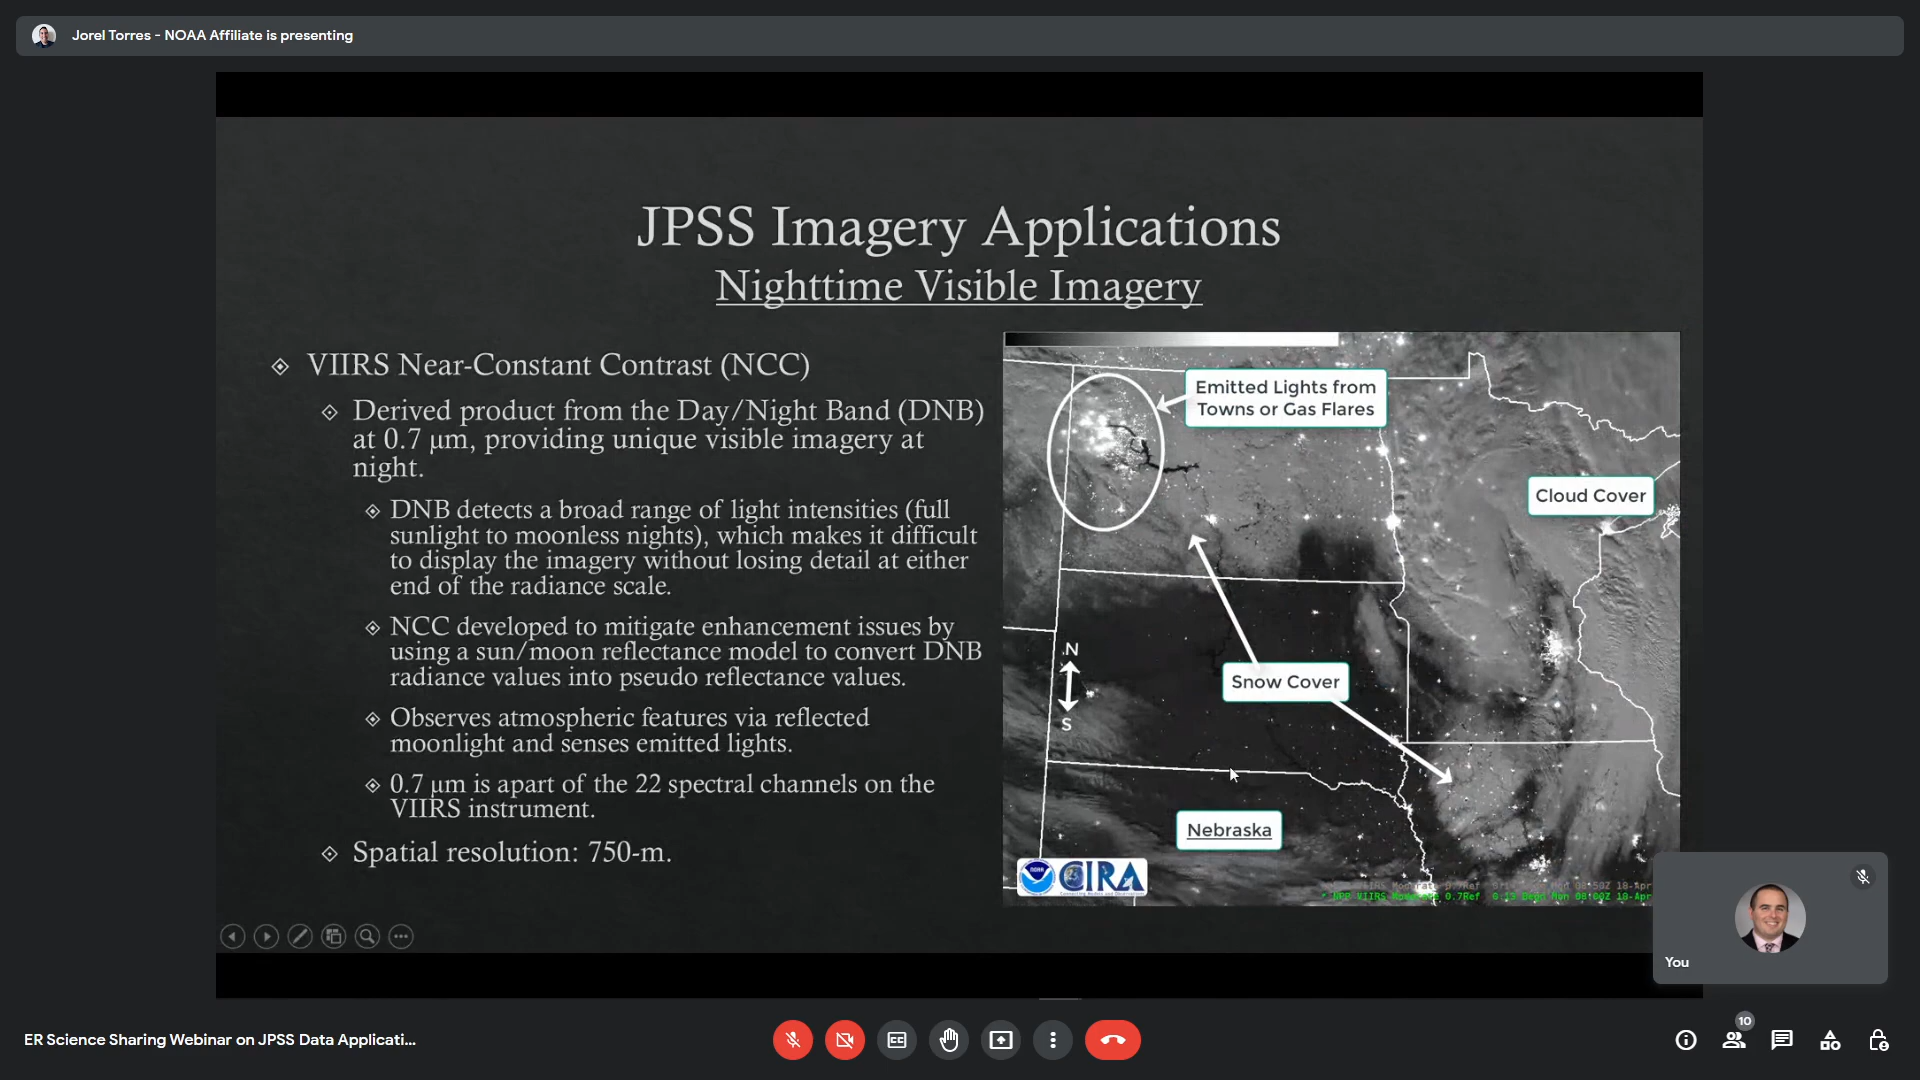 Jorel Torres - NOAA Affiliate is presenting
JPSS Imagery Applications
Nighttime Visible Imagery
VIIRS Near-Constant Contrast (NCC)
Derived product from the Day/Night Band (DNB)
at 0.7 µm, providing unique visible imagery at
night.
DNB detects a broad range of light intensities (full
sunlight to moonless nights), which makes it difficult
to display the imagery without losing detail at either
end of the radiance scale.
NCC developed to mitigate enhancement issues by
using a sun/moon reflectance model to convert DNB
radiance values into pseudo reflectance values.
Observes atmospheric features via reflected
moonlight and senses emitted lights.
0.7 µm is apart of the 22 spectral channels on the
VIIRS instrument.
Spatial resolution: 750-m.
Emitted Lights from
Towns or Gas Flares
Cloud Cover
N
S
Snow Cover
Nebraska
NOAA
CIRA
You
ER Science Sharing Webinar on JPSS Data Applicati...
CC
10